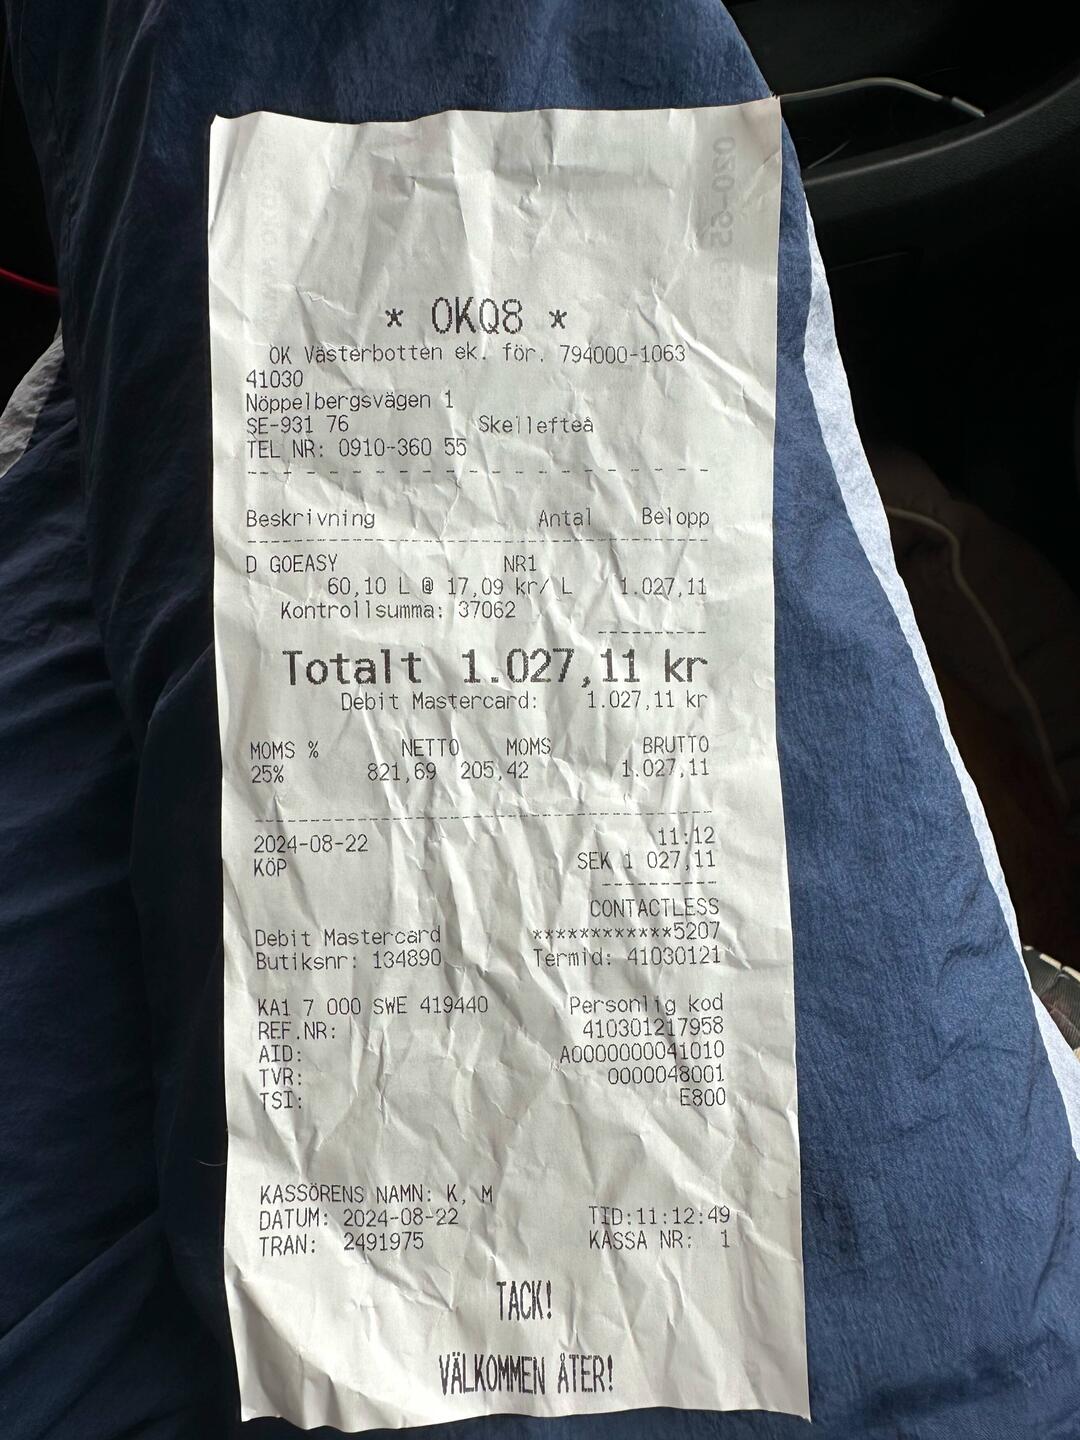 * OKQ8 *
OK Västerbotten ek. för. 794000-1063
41030
Nöppelbergsvägen 1
SE-931 76 Skellefteå
TEL NR: 0910-360 55
Beskrivning Antal Belopp
D GOEASY NR1
60,10 L @ 17,09 kr/ L 1.027,11
Kontrollsumma: 37062
Totalt 1.027,11 kr
Debit Mastercard: 1.027,11 kr
MOMS % NETTO MOMS BRUTTO
25% 821,69 205,42 1.027,11
2024-08-22 11:12
KÖP SEK 1 027,11
CONTACTLESS
Debit Mastercard ************5207
Butiksnr: 134890 Termid: 41030121
KA1 7 000 SWE 419440 Personlig kod
REF.NR: 410301217958
AID: A0000000041010
TVR: 0000048001
TSI: E800
KASSÖRENS NAMN: K, M
DATUM: 2024-08-22 TID:11:12:49
TRAN: 2491975 KASSA NR: 1
TACK!
VÄLKOMMEN ÅTER!